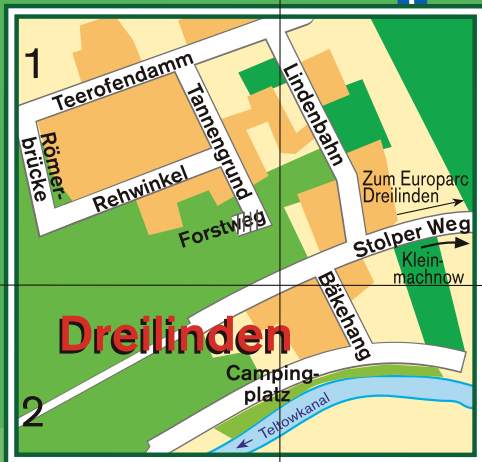 1
Teerofendamm
Lindenbahn
Tannengrund
Römer-
brücke
Rehwinkel
Zum Europarc
Dreilinden
Forstweg
Stolper Weg
Klein-
machnow
Bäkehang
Dreilinden
Camping-
platz
2
Teltowkanal